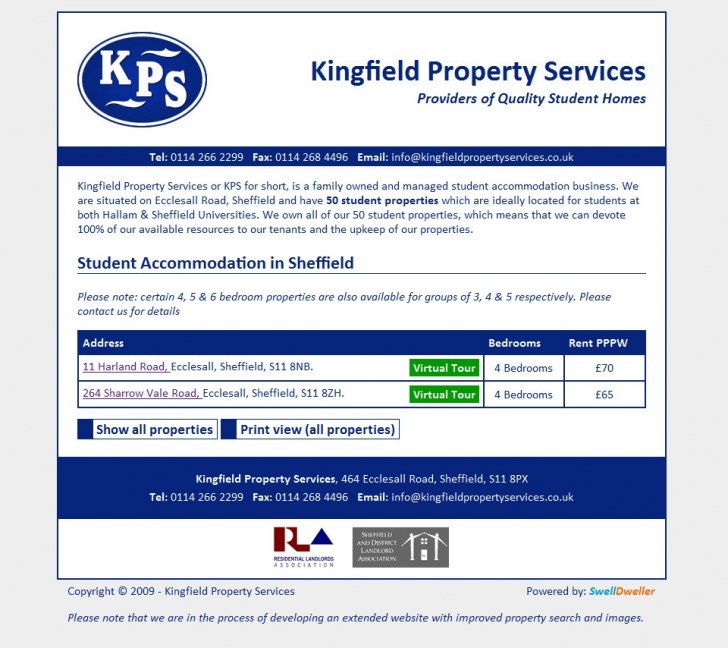 KPS
Kingfield Property Services
Providers of Quality Student Homes
Tel: 0114 266 2299 Fax: 0114 268 4496 Email: info@kingfieldpropertyservices.co.uk
Kingfield Property Services or KPS for short, is a family owned and managed student accommodation business. We
are situated on Ecclesall Road, Sheffield and have 50 student properties which are ideally located for students at
both Hallam & Sheffield Universities. We own all of our 50 student properties, which means that we can devote
100% of our available resources to our tenants and the upkeep of our properties.
Student Accommodation in Sheffield
Please note: certain 4, 5 & 6 bedroom properties are also available for groups of 3, 4 & 5 respectively. Please
contact us for details
Address Bedrooms Rent PPPW
11 Harland Road, Ecclesall, Sheffield, S11 8NB. Virtual Tour 4 Bedrooms £70
264 Sharrow Vale Road, Ecclesall, Sheffield, S11 8ZH. Virtual Tour 4 Bedrooms £65
Show all properties Print view (all properties)
Kingfield Property Services, 464 Ecclesall Road, Sheffield, S11 8PX
Tel: 0114 266 2299 Fax: 0114 268 4496 Email: info@kingfieldpropertyservices.co.uk
RLA
RESIDENTIAL LANDLORDS
ASSOCIATION
SHEFFIELD
AND DISTRICT
LANDLORD
ASSOCIATION
Copyright © 2009 - Kingfield Property Services Powered by: SwellDweller
Please note that we are in the process of developing an extended website with improved property search and images.